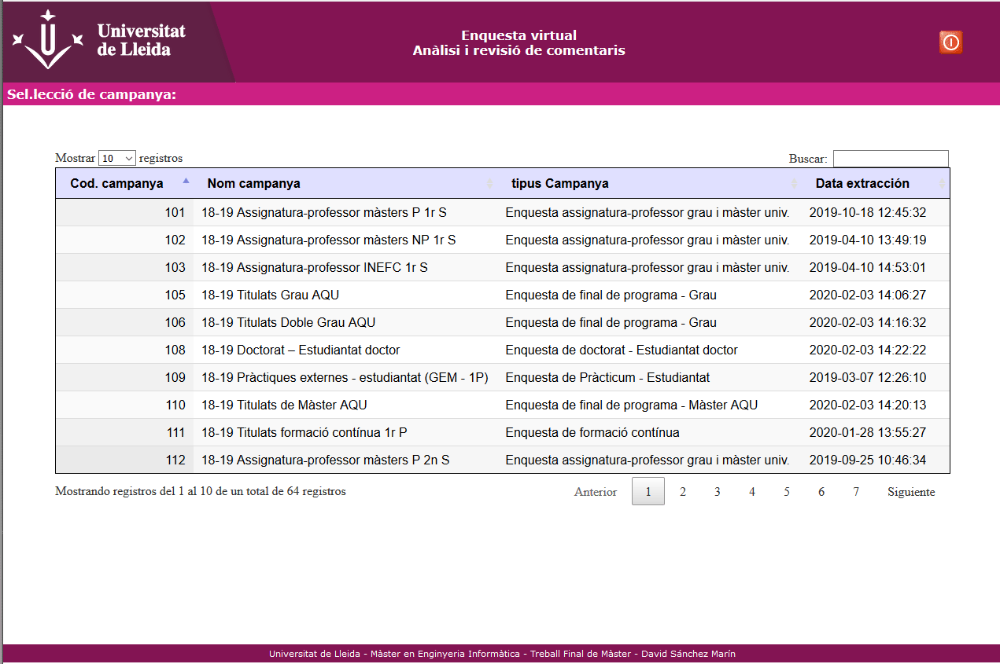 Universitat
de Lleida
Enquesta virtual
Anàlisi i revisió de comentaris
Sel.lecció de campanya:
Mostrar 10 registros
Buscar:
Cod. campanya Nom campanya tipus Campanya Data extracción
101 18-19 Assignatura-professor màsters P 1r S Enquesta assignatura-professor grau i màster univ. 2019-10-18 12:45:32
102 18-19 Assignatura-professor màsters NP 1r S Enquesta assignatura-professor grau i màster univ. 2019-04-10 13:49:19
103 18-19 Assignatura-professor INEFC 1r S Enquesta assignatura-professor grau i màster univ. 2019-04-10 14:53:01
105 18-19 Titulats Grau AQU Enquesta de final de programa - Grau 2020-02-03 14:06:27
106 18-19 Titulats Doble Grau AQU Enquesta de final de programa - Grau 2020-02-03 14:16:32
108 18-19 Doctorat – Estudiantat doctor Enquesta de doctorat - Estudiantat doctor 2020-02-03 14:22:22
109 18-19 Pràctiques externes - estudiantat (GEM - 1P) Enquesta de Pràcticum - Estudiantat 2019-03-07 12:26:10
110 18-19 Titulats de Màster AQU Enquesta de final de programa - Màster AQU 2020-02-03 14:20:13
111 18-19 Titulats formació contínua 1r P Enquesta de formació contínua 2020-01-28 13:55:27
112 18-19 Assignatura-professor màsters P 2n S Enquesta assignatura-professor grau i màster univ. 2019-09-25 10:46:34
Mostrando registros del 1 al 10 de un total de 64 registros
Anterior 1 2 3 4 5 6 7 Siguiente
Universitat de Lleida - Màster en Enginyeria Informàtica - Treball Final de Màster - David Sánchez Marín